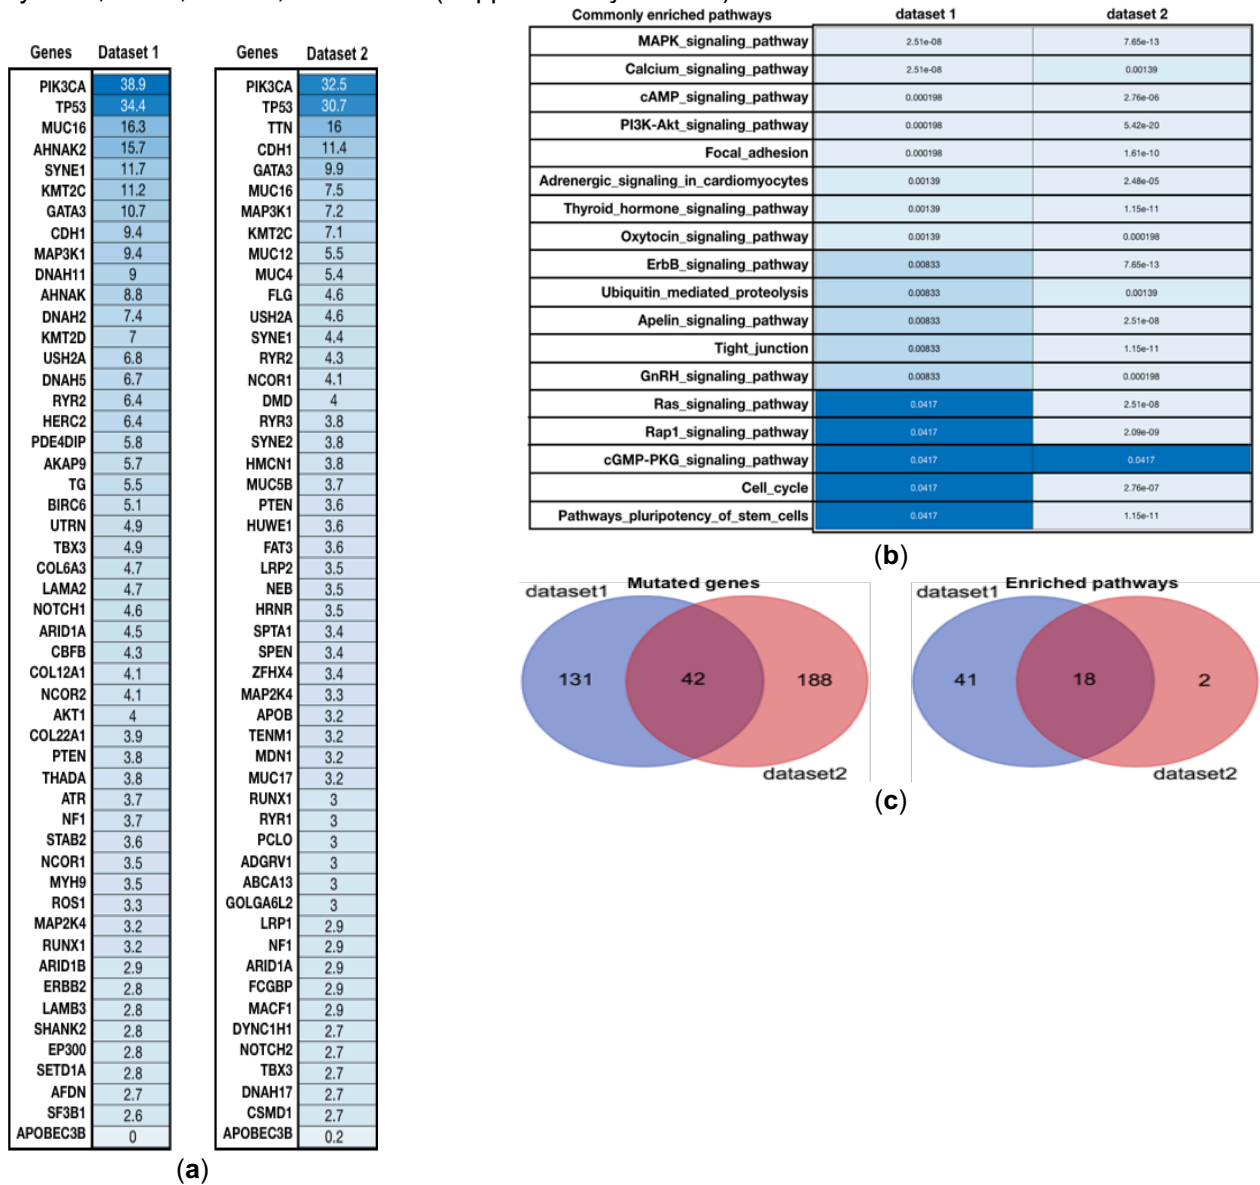 Genes Dataset 1
PIK3CA 38.9
TP53 34.4
MUC16 16.3
AHNAK2 15.7
SYNE1 11.7
KMT2C 11.2
GATA3 10.7
CDH1 9.4
MAP3K1 9.4
DNAH11 9
AHNAK 8.8
DNAH2 7.4
KMT2D 7
USH2A 6.8
DNAH5 6.7
RYR2 6.4
HERC2 6.4
PDE4DIP 5.8
AKAP9 5.7
TG 5.5
BIRC6 5.1
UTRN 4.9
TBX3 4.9
COL6A3 4.7
LAMA2 4.7
NOTCH1 4.6
ARID1A 4.5
CBFB 4.3
COL12A1 4.1
NCOR2 4.1
AKT1 4
COL22A1 3.9
PTEN 3.8
THADA 3.8
ATR 3.7
NF1 3.7
STAB2 3.6
NCOR1 3.5
MYH9 3.5
ROS1 3.3
MAP2K4 3.2
RUNX1 3.2
ARID1B 2.9
ERBB2 2.8
LAMB3 2.8
SHANK2 2.8
EP300 2.8
SETD1A 2.8
AFDN 2.7
SF3B1 2.6
APOBEC3B 0
Genes Dataset 2
PIK3CA 32.5
TP53 30.7
TTN 16
CDH1 11.4
GATA3 9.9
MUC16 7.5
MAP3K1 7.2
KMT2C 7.1
MUC12 5.5
MUC4 5.4
FLG 4.6
USH2A 4.6
SYNE1 4.4
RYR2 4.3
NCOR1 4.1
DMD 4
RYR3 3.8
SYNE2 3.8
HMCN1 3.8
MUC5B 3.7
PTEN 3.6
HUWE1 3.6
FAT3 3.6
LRP2 3.5
NEB 3.5
HRNR 3.5
SPTA1 3.4
SPEN 3.4
ZFHX4 3.4
MAP2K4 3.3
APOB 3.2
TENM1 3.2
MDN1 3.2
MUC17 3.2
RUNX1 3
RYR1 3
PCLO 3
ADGRV1 3
ABCA13 3
GOLGA6L2 3
LRP1 2.9
NF1 2.9
ARID1A 2.9
FCGBP 2.9
MACF1 2.9
DYNC1H1 2.7
NOTCH2 2.7
TBX3 2.7
DNAH17 2.7
CSMD1 2.7
APOBEC3B 0.2
(a)
Commonly enriched pathways dataset 1 dataset 2
MAPK_signaling_pathway 2.51e-08 7.65e-13
Calcium_signaling_pathway 2.51e-08 0.00139
cAMP_signaling_pathway 0.000198 2.76e-06
PI3K-Akt_signaling_pathway 0.000198 5.42e-20
Focal_adhesion 0.000198 1.61e-10
Adrenergic_signaling_in_cardiomyocytes 0.00139 2.48e-05
Thyroid_hormone_signaling_pathway 0.00139 1.15e-11
Oxytocin_signaling_pathway 0.00139 0.000198
ErbB_signaling_pathway 0.00833 7.65e-13
Ubiquitin_mediated_proteolysis 0.00833 0.00139
Apelin_signaling_pathway 0.00833 2.51e-08
Tight_junction 0.00833 1.15e-11
GnRH_signaling_pathway 0.00833 0.000198
Ras_signaling_pathway 0.0417 2.51e-08
Rap1_signaling_pathway 0.0417 2.09e-09
cGMP-PKG_signaling_pathway 0.0417 0.0417
Cell_cycle 0.0417 2.76e-07
Pathways_pluripotency_of_stem_cells 0.0417 1.15e-11
(b)
Mutated genes
dataset1
131 42 188
dataset2
Enriched pathways
dataset1
41 18 2
dataset2
(c)